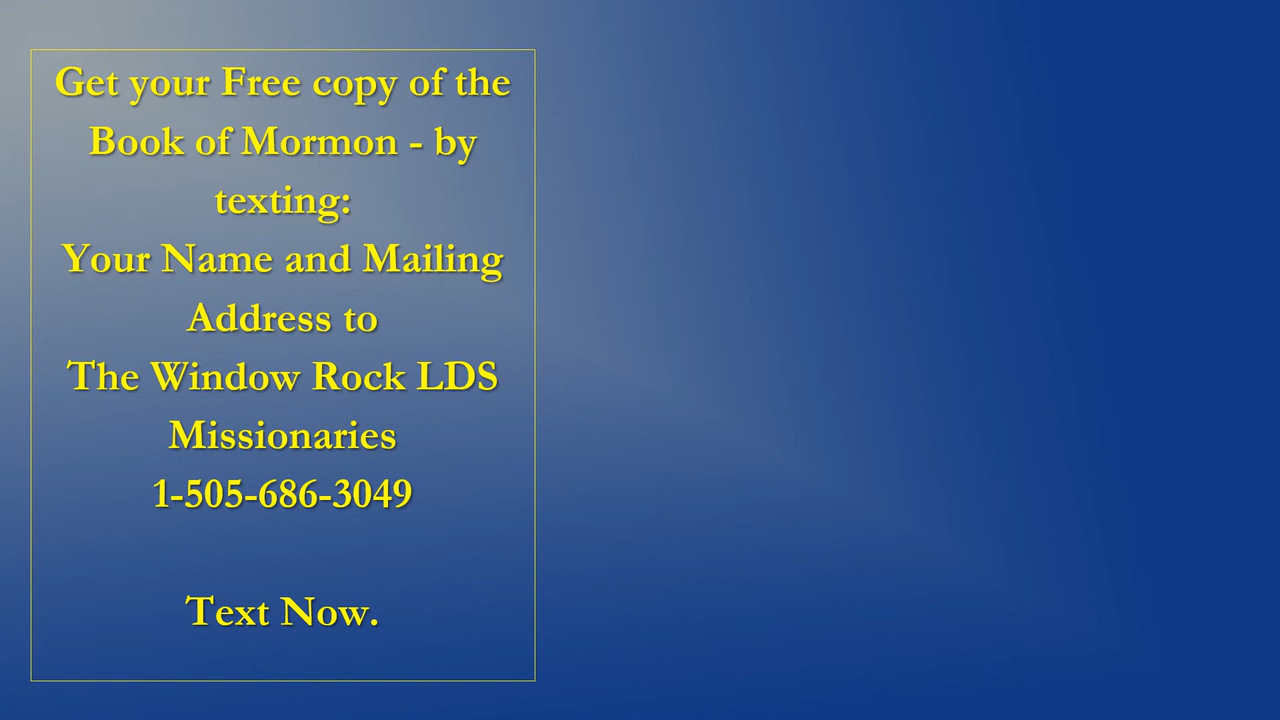 Get your Free copy of the
Book of Mormon - by
texting:
Your Name and Mailing
Address to
The Window Rock LDS
Missionaries
1-505-686-3049
Text Now.